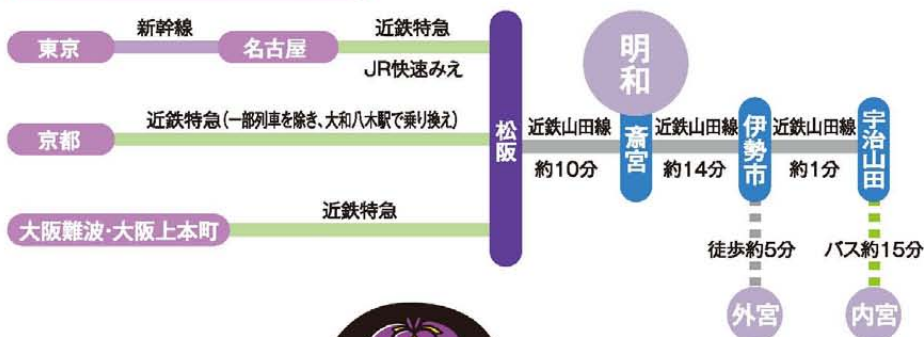 東京
新幹線
名古屋
近鉄特急
JR快速みえ
京都
近鉄特急(一部列車を除き、大和八木駅で乗り換え)
大阪難波・大阪上本町
近鉄特急
松阪
近鉄山田線
約10分
明和
斎宮
近鉄山田線
約14分
伊勢市
近鉄山田線
約1分
宇治山田
徒歩約5分
外宮
バス約15分
内宮